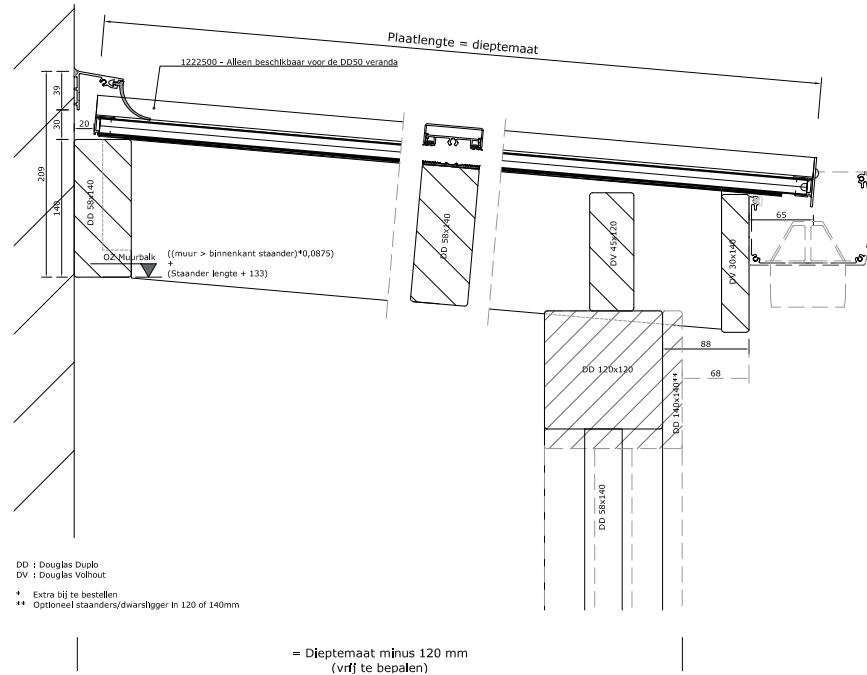 Plaatlengte = dieptemaat
1222500 - Alleen beschikbaar voor de DD50 veranda
39
30
20
209
140
DD 58x140
OZ Muurbalk
((muur > binnenkant staander)*0,0875)
+
(Staander lengte + 133)
DD 58x140
DV 45x120
DV 30x140
65
88
68
DD 120x120
DD 140x140**
DD 58x140
DD : Douglas Duplo
DV : Douglas Volhout
* Extra bij te bestellen
** Optioneel staanders/dwarsligger in 120 of 140mm
= Dieptemaat minus 120 mm
(vrij te bepalen)